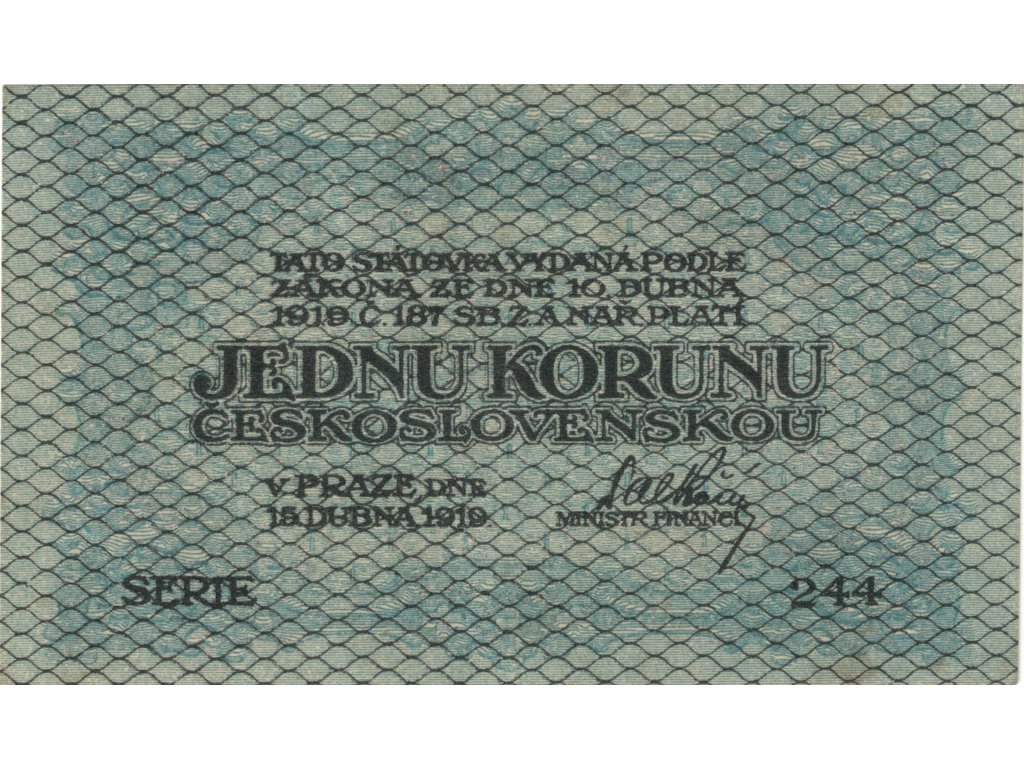 TATO STÁTOVKA VYDANÁ PODLE
ZÁKONA ZE DNE 10. DUBNA
1919 Č. 187 SB. Z. A NAŘ. PLATÍ
JEDNU KORUNU
ČESKOSLOVENSKOU
V PRAZE, DNE
15. DUBNA 1919.
MINISTR FINANCÍ
SERIE 244